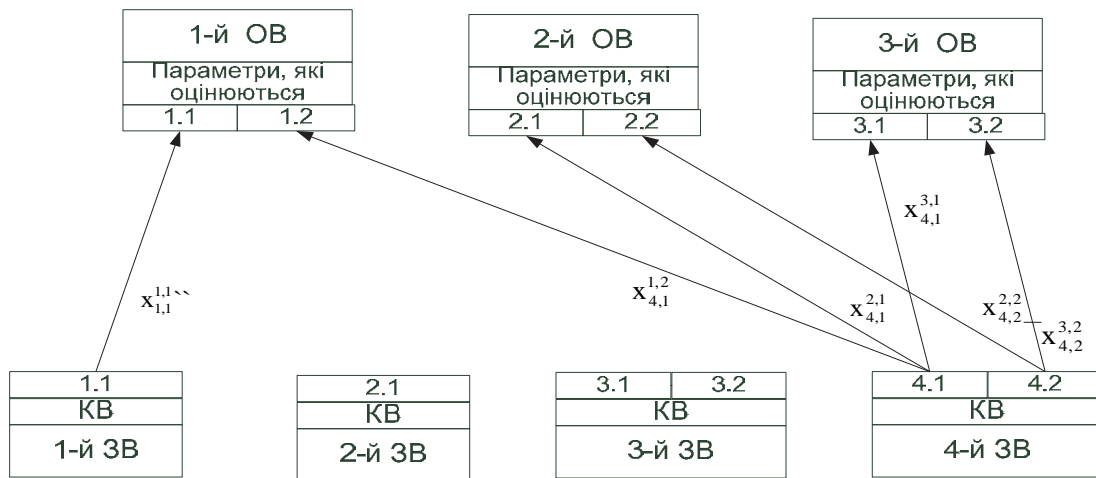 1-й ОВ
Параметри, які
оцінюються
1.1 1.2
2-й ОВ
Параметри, які
оцінюються
2.1 2.2
3-й ОВ
Параметри, які
оцінюються
3.1 3.2
x^{3,1}_{4,1}
x^{1,1}_{1,1}``
x^{1,2}_{4,1}
x^{2,1}_{4,1}
x^{2,2}_{4,2}
x^{3,2}_{4,2}
1.1
КВ
1-й ЗВ
2.1
КВ
2-й ЗВ
3.1 3.2
КВ
3-й ЗВ
4.1 4.2
КВ
4-й ЗВ